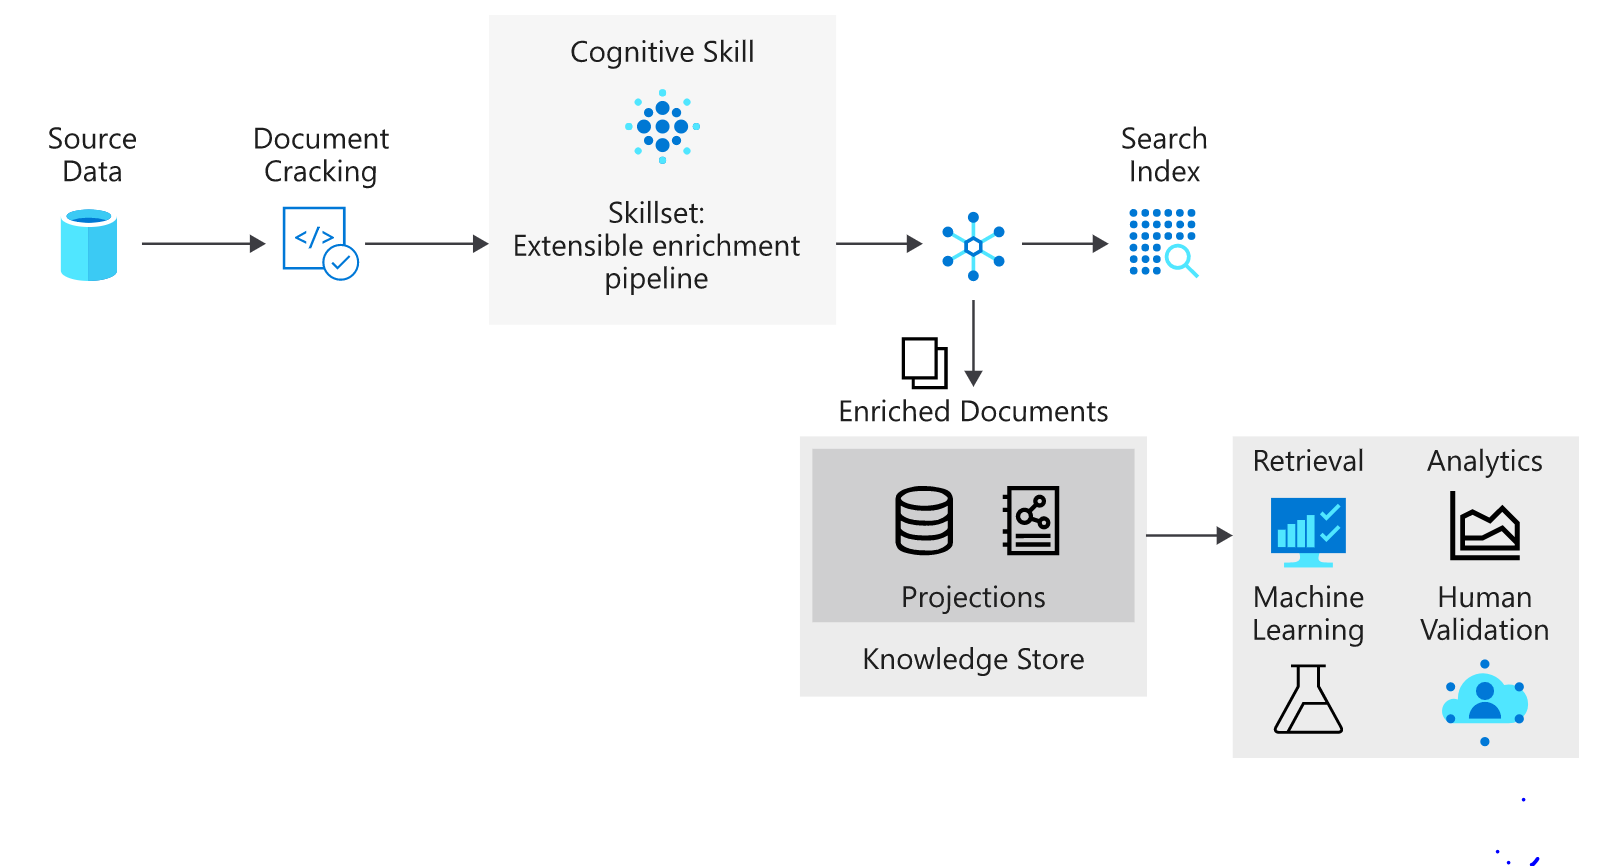 Cognitive Skill
Source
Data
Document
Cracking
Skillset:
Extensible enrichment
pipeline
Search
Index
</>
Enriched Documents
Projections
Knowledge Store
Retrieval
Analytics
Machine
Learning
Human
Validation